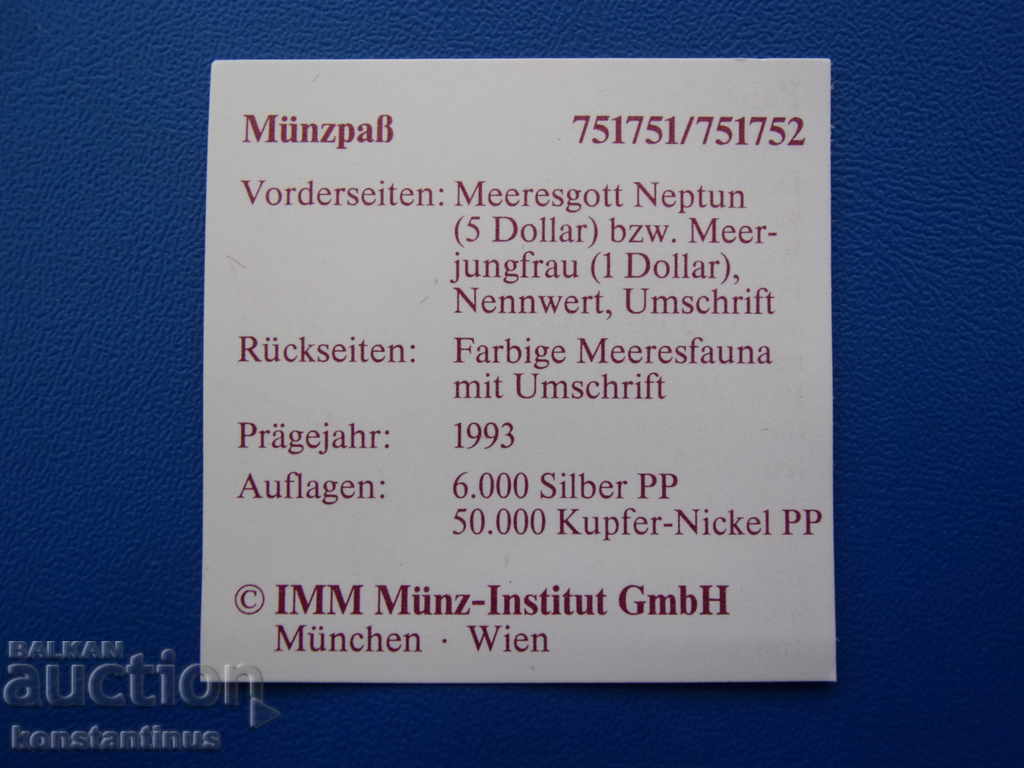 Münzpaß 751751/751752
Vorderseiten: Meeresgott Neptun
(5 Dollar) bzw. Meer-
jungfrau (1 Dollar),
Nennwert, Umschrift
Rückseiten: Farbige Meeresfauna
mit Umschrift
Prägejahr: 1993
Auflagen: 6.000 Silber PP
50.000 Kupfer-Nickel PP
© IMM Münz-Institut GmbH
München · Wien
BALKAN
auction
konstantinus